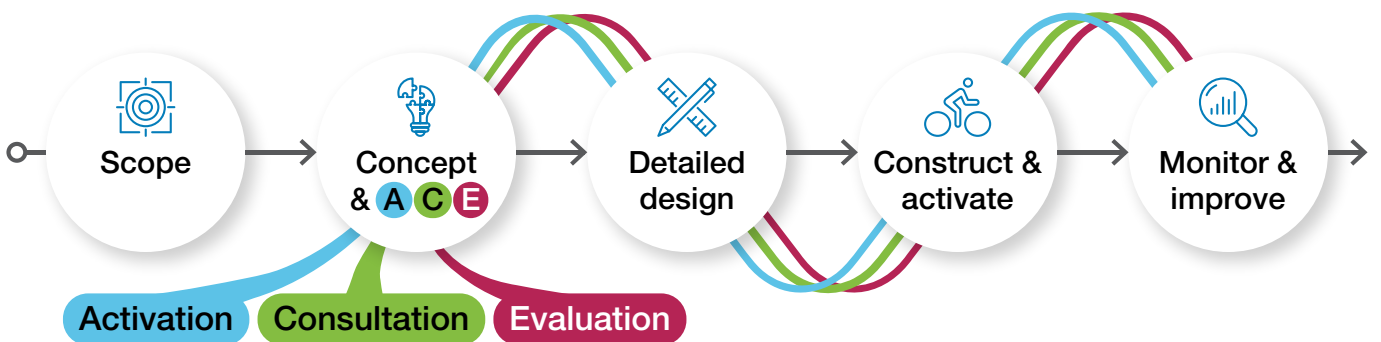 Scope
Concept
& A C E
Detailed
design
Construct &
activate
Monitor &
improve
Activation
Consultation
Evaluation